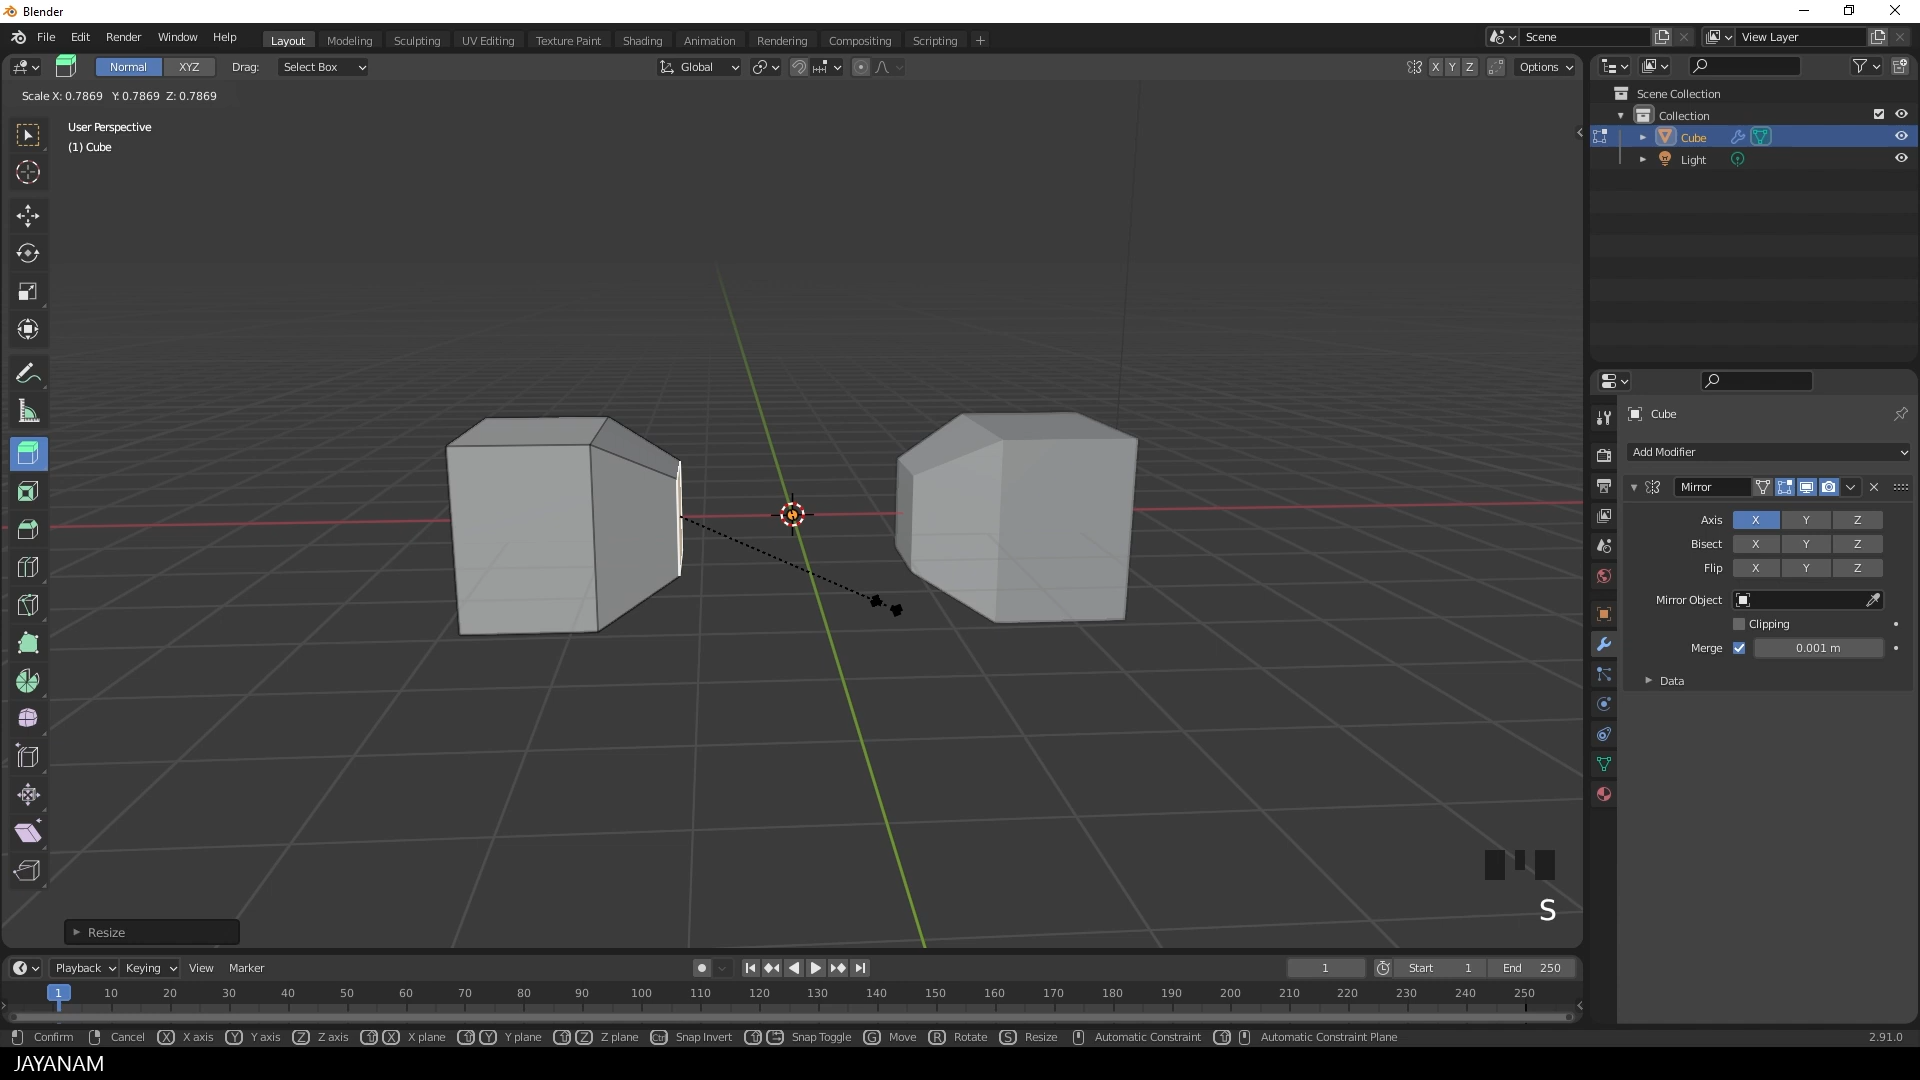 Blender
File Edit Render Window Help
Layout Modeling Sculpting UV Editing Texture Paint Shading Animation Rendering Compositing Scripting +
Scene
View Layer
Normal XYZ Drag: Select Box
Global
X Y Z
Options
Scale X: 0.7869 Y: 0.7869 Z: 0.7869
User Perspective
(1) Cube
Scene Collection
Collection
Cube
Light
Cube
Add Modifier
Mirror
Axis X Y Z
Bisect X Y Z
Flip X Y Z
Mirror Object
Clipping
Merge 0.001 m
Data
S
Resize
Playback Keying View Marker
1 Start 1 End 250
1 10 20 30 40 50 60 70 80 90 100 110 120 130 140 150 160 170 180 190 200 210 220 230 240 250
Confirm Cancel X X axis Y Y axis Z Z axis X X plane Y Y plane Z Z plane Ctrl Snap Invert Snap Toggle G Move R Rotate S Resize Automatic Constraint Automatic Constraint Plane 2.91.0
JAYANAM